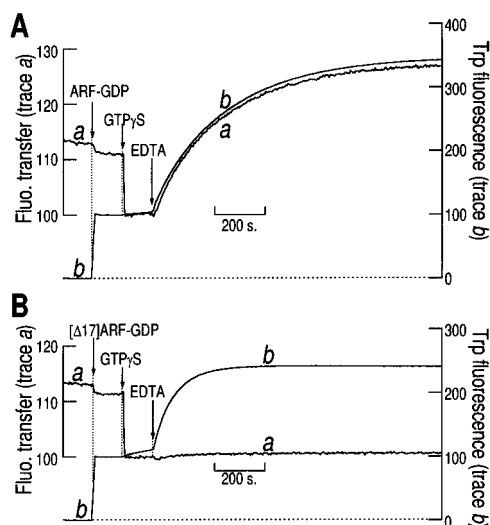 A
Fluo. transfer (trace a)
130
120
110
100
ARF-GDP
GTPγS
EDTA
a
b
b
a
200 s.
400
300
200
100
0
Trp fluorescence (trace b)
B
Fluo. transfer (trace a)
120
110
100
[Δ17]ARF-GDP
GTPγS
EDTA
a
b
b
a
200 s.
300
200
100
0
Trp fluorescence (trace b)